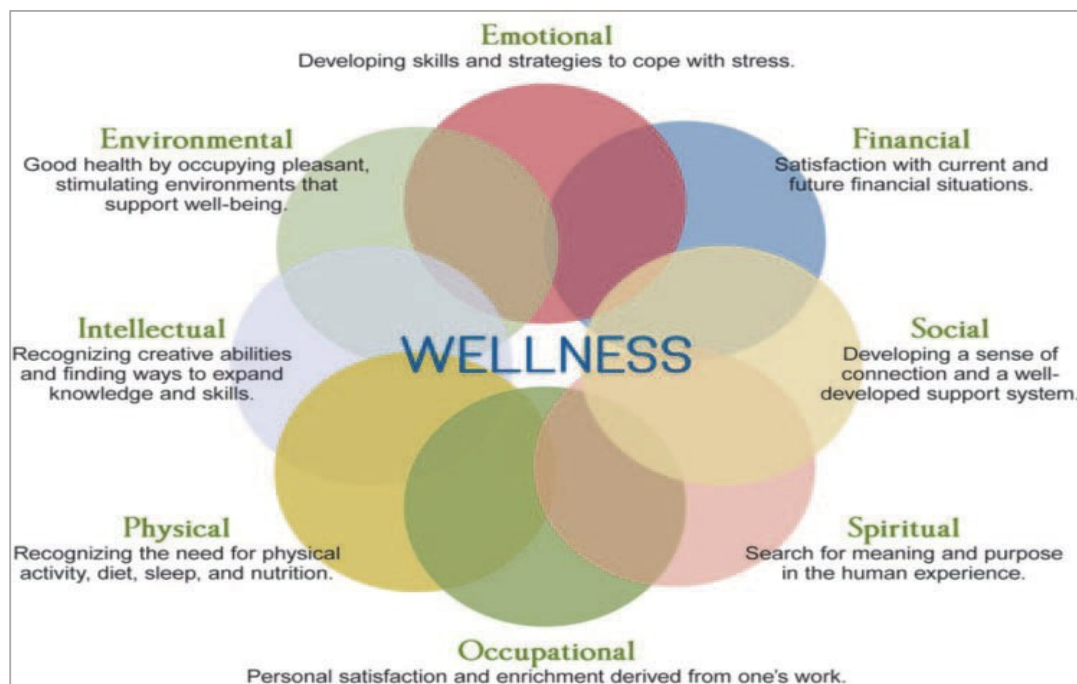 Emotional
Developing skills and strategies to cope with stress.
Environmental
Good health by occupying pleasant,
stimulating environments that
support well-being.
Financial
Satisfaction with current and
future financial situations.
WELLNESS
Intellectual
Recognizing creative abilities
and finding ways to expand
knowledge and skills.
Social
Developing a sense of
connection and a well-
developed support system.
Physical
Recognizing the need for physical
activity, diet, sleep, and nutrition.
Spiritual
Search for meaning and purpose
in the human experience.
Occupational
Personal satisfaction and enrichment derived from one's work.